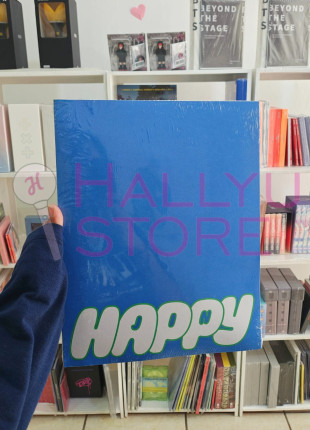 BEYOND
THE
STAGE
BEYOND
THE
STAGE
HALLYU
STORE
HAPPY